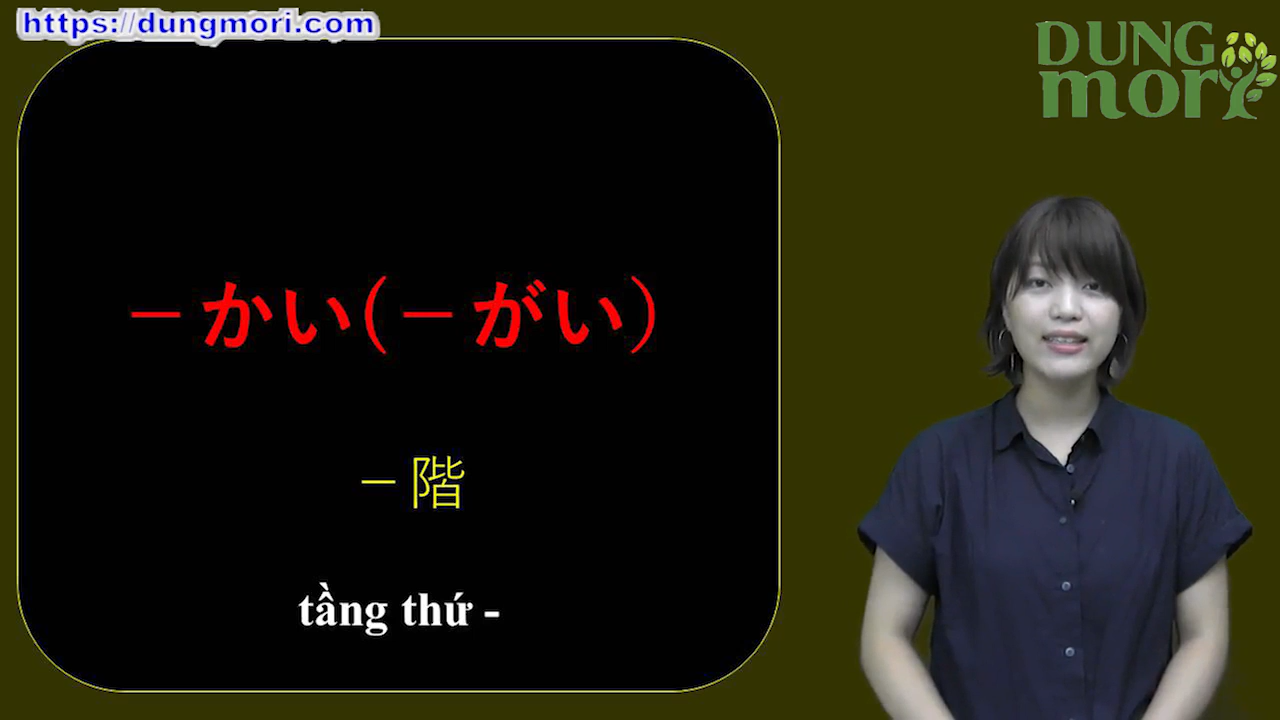 https://dungmori.com
DUNG
mori
－かい(－がい)
－階
tầng thứ -